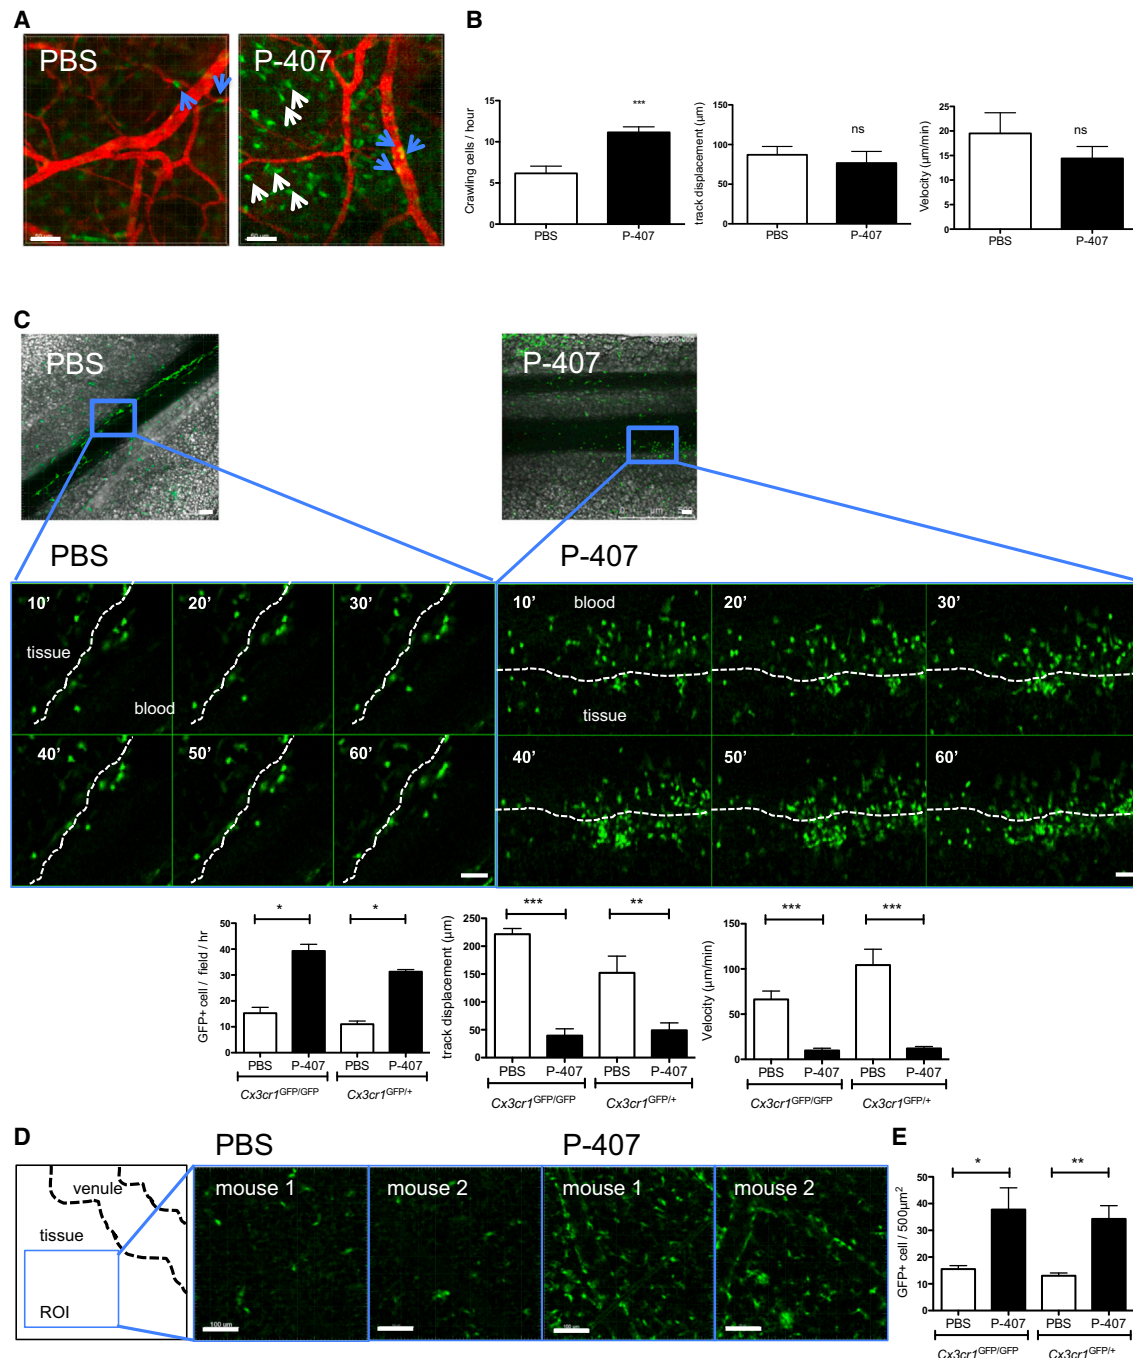 A
PBS
P-407
B
Crawling cells / hour
15
10
5
0
***
PBS
P-407
track displacement (µm)
150
100
50
0
ns
PBS
P-407
Velocity (µm/min)
25
20
15
10
5
0
ns
PBS
P-407
C
PBS
P-407
PBS
P-407
10’
20’
30’
tissue
blood
40’
50’
60’
10’
20’
30’
blood
tissue
40’
50’
60’
GFP+ cell / field / hr
50
40
30
20
10
0
*
*
PBS
P-407
PBS
P-407
Cx3cr1GFP/GFP
Cx3cr1GFP/+
track displacement (µm)
250
200
150
100
50
0
***
**
PBS
P-407
PBS
P-407
Cx3cr1GFP/GFP
Cx3cr1GFP/+
Velocity (µm/min)
150
100
50
0
***
***
PBS
P-407
PBS
P-407
Cx3cr1GFP/GFP
Cx3cr1GFP/+
D
PBS
P-407
venule
tissue
ROI
mouse 1
mouse 2
mouse 1
mouse 2
100 µm
100 µm
E
GFP+ cell / 500µm²
50
40
30
20
10
0
*
**
PBS
P-407
PBS
P-407
Cx3cr1GFP/GFP
Cx3cr1GFP/+